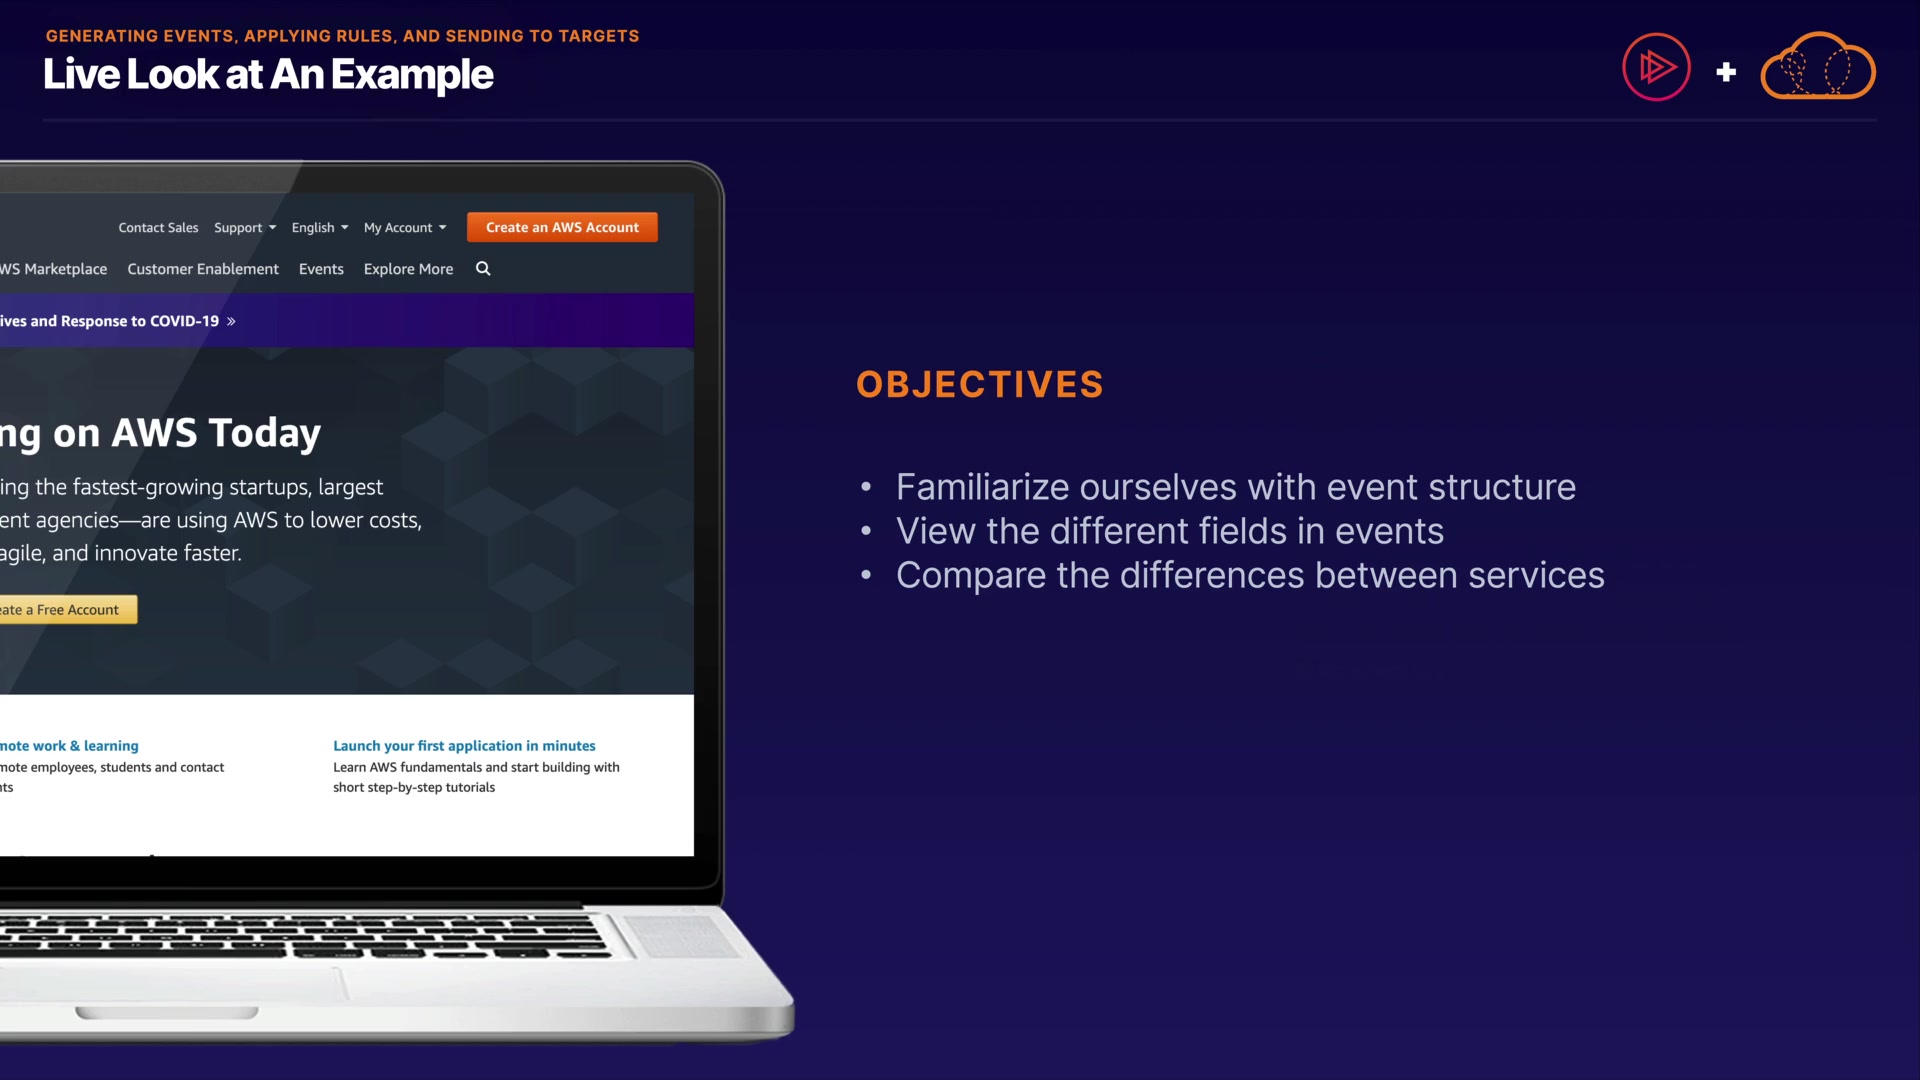 GENERATING EVENTS, APPLYING RULES, AND SENDING TO TARGETS
Live Look at An Example
Contact Sales Support English My Account Create an AWS Account
WS Marketplace Customer Enablement Events Explore More
ives and Response to COVID-19 »
ng on AWS Today
ing the fastest-growing startups, largest
ent agencies—are using AWS to lower costs,
agile, and innovate faster.
eate a Free Account
mote work & learning
mote employees, students and contact
nts
Launch your first application in minutes
Learn AWS fundamentals and start building with
short step-by-step tutorials
OBJECTIVES
• Familiarize ourselves with event structure
• View the different fields in events
• Compare the differences between services